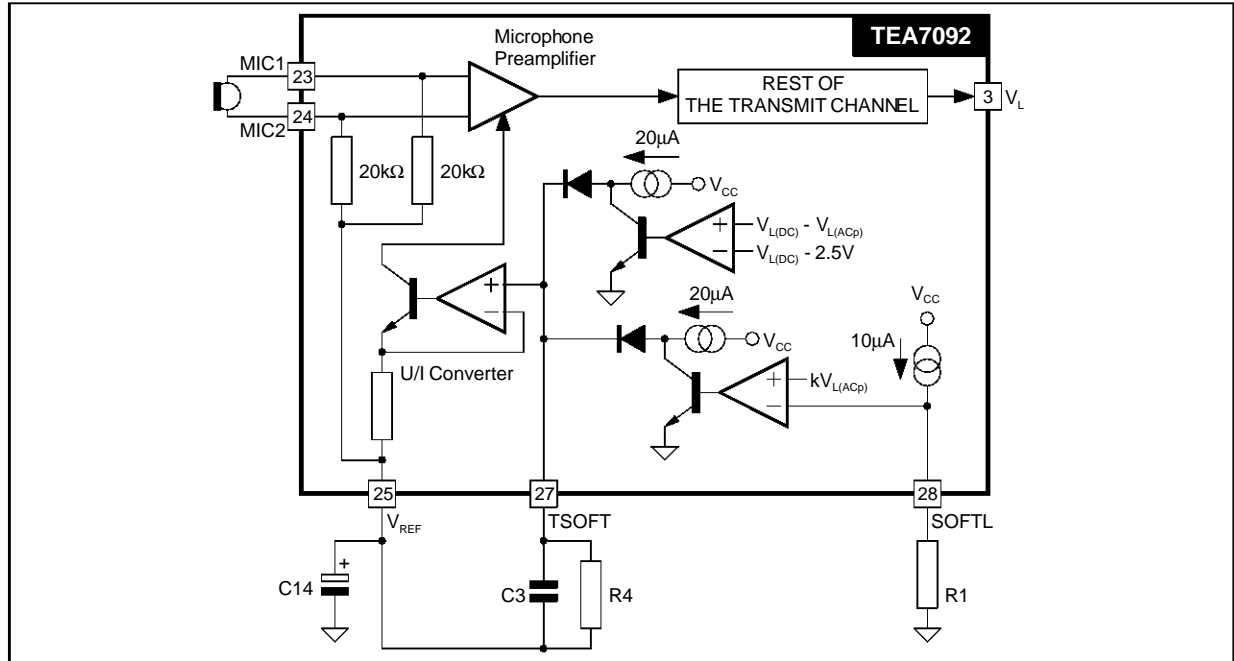 TEA7092
Microphone
Preamplifier
MIC1
23
24
MIC2
REST OF
THE TRANSMIT CHANNEL
3
V_L
20kΩ
20kΩ
20µA
V_CC
+
−
V_L(DC) - V_L(ACp)
V_L(DC) - 2.5V
+
−
U/I Converter
20µA
V_CC
+
−
kV_L(ACp)
V_CC
10µA
25
V_REF
27
TSOFT
28
SOFTL
+
C14
C3
R4
R1